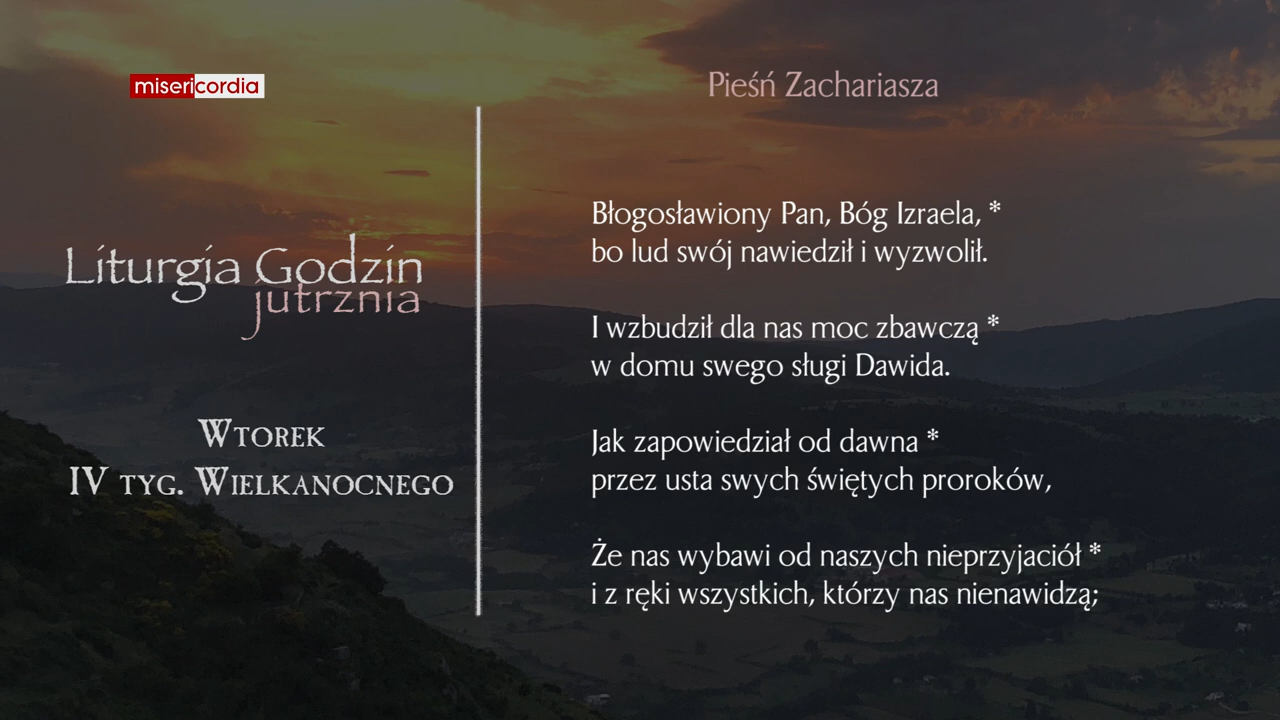 misericordia
Pieśń Zachariasza
Liturgia Godzin
jutrznia
Wtorek
IV tyg. Wielkanocnego
Błogosławiony Pan, Bóg Izraela, *
bo lud swój nawiedził i wyzwolił.
I wzbudził dla nas moc zbawczą *
w domu swego sługi Dawida.
Jak zapowiedział od dawna *
przez usta swych świętych proroków,
Że nas wybawi od naszych nieprzyjaciół *
i z ręki wszystkich, którzy nas nienawidzą;